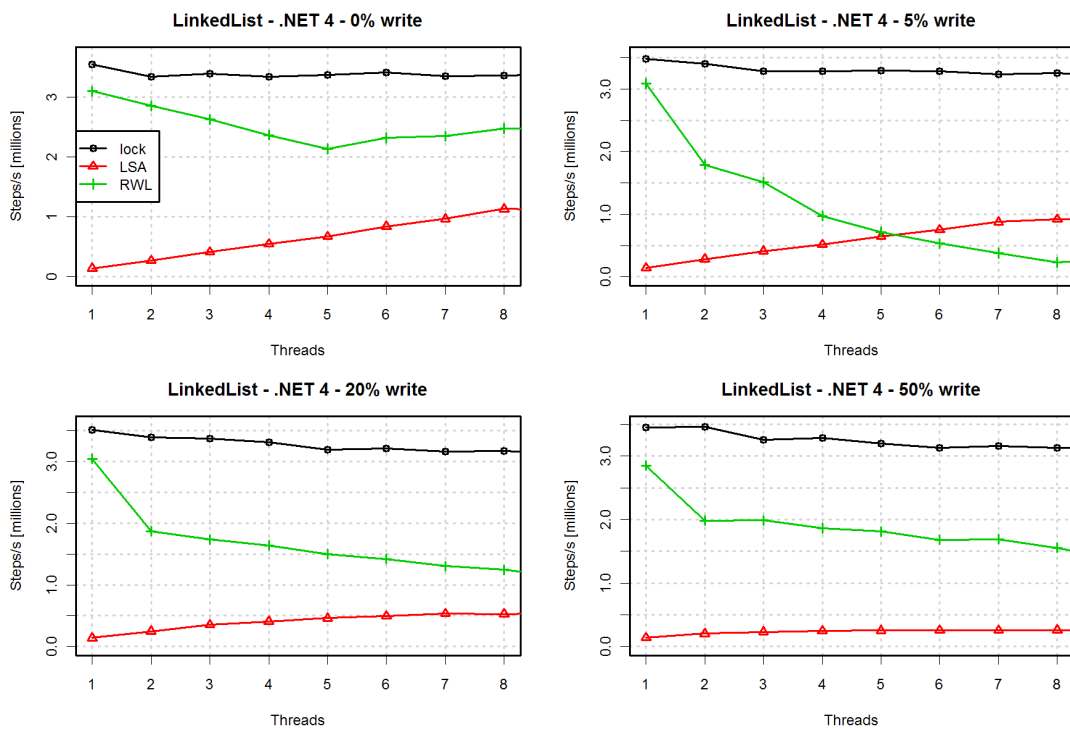 LinkedList - .NET 4 - 0% write
Steps/s [millions]
3
2
1
0
lock
LSA
RWL
1 2 3 4 5 6 7 8
Threads
LinkedList - .NET 4 - 5% write
Steps/s [millions]
3.0
2.0
1.0
0.0
1 2 3 4 5 6 7 8
Threads
LinkedList - .NET 4 - 20% write
Steps/s [millions]
3.0
2.0
1.0
0.0
1 2 3 4 5 6 7 8
Threads
LinkedList - .NET 4 - 50% write
Steps/s [millions]
3.0
2.0
1.0
0.0
1 2 3 4 5 6 7 8
Threads